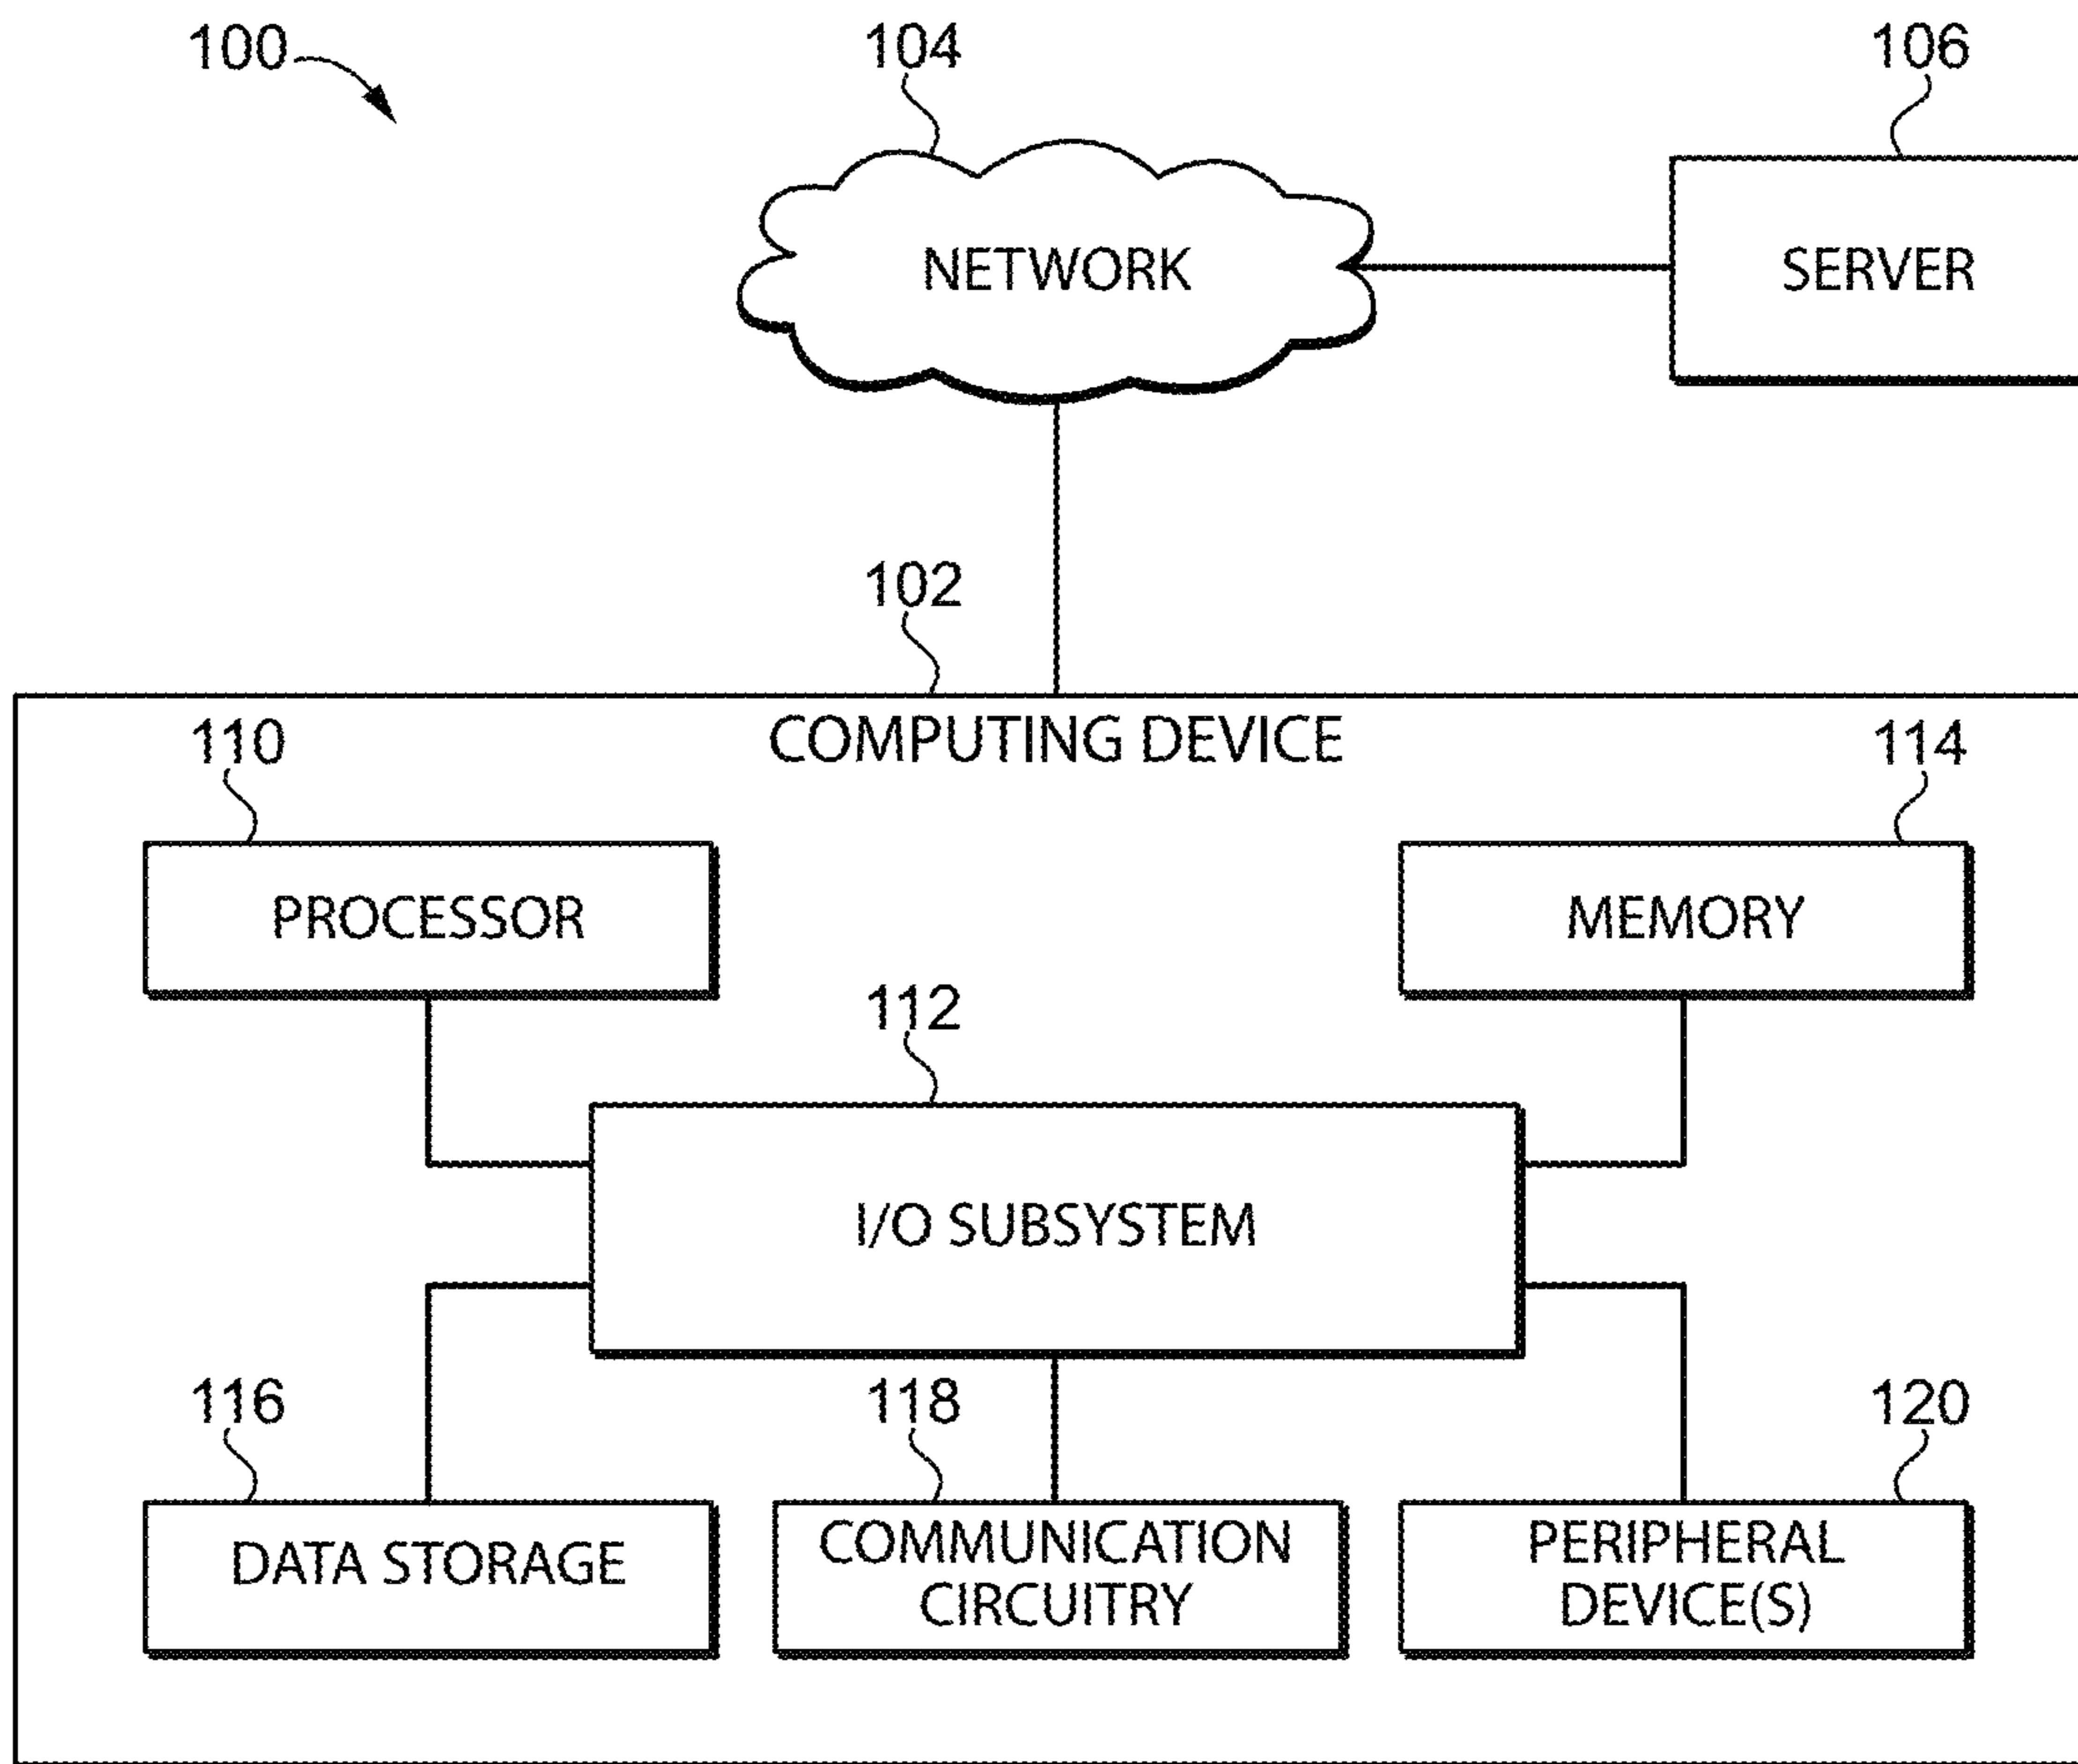 100
104
106
NETWORK
SERVER
102
COMPUTING DEVICE
110
114
PROCESSOR
MEMORY
112
I/O SUBSYSTEM
116
118
120
DATA STORAGE
COMMUNICATION
CIRCUITRY
PERIPHERAL
DEVICE(S)